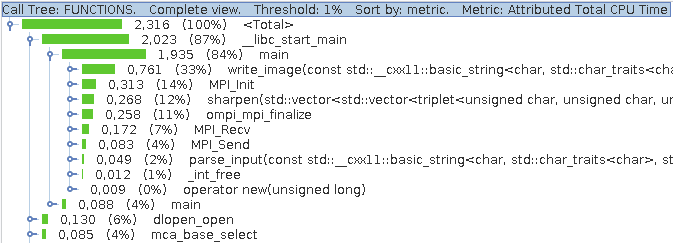 Call Tree: FUNCTIONS.   Complete view.   Threshold: 1%   Sort by: metric.   Metric: Attributed Total CPU Time
2,316 (100%) <Total>
2,023 (87%) __libc_start_main
1,935 (84%) main
0,761 (33%) write_image(const std::__cxx11::basic_string<char, std::char_traits<cha
0,313 (14%) MPI_Init
0,268 (12%) sharpen(std::vector<std::vector<triplet<unsigned char, unsigned char, un
0,258 (11%) ompi_mpi_finalize
0,172 (7%) MPI_Recv
0,083 (4%) MPI_Send
0,049 (2%) parse_input(const std::__cxx11::basic_string<char, std::char_traits<char>, st
0,012 (1%) _int_free
0,009 (0%) operator new(unsigned long)
0,088 (4%) main
0,130 (6%) dlopen_open
0,085 (4%) mca_base_select